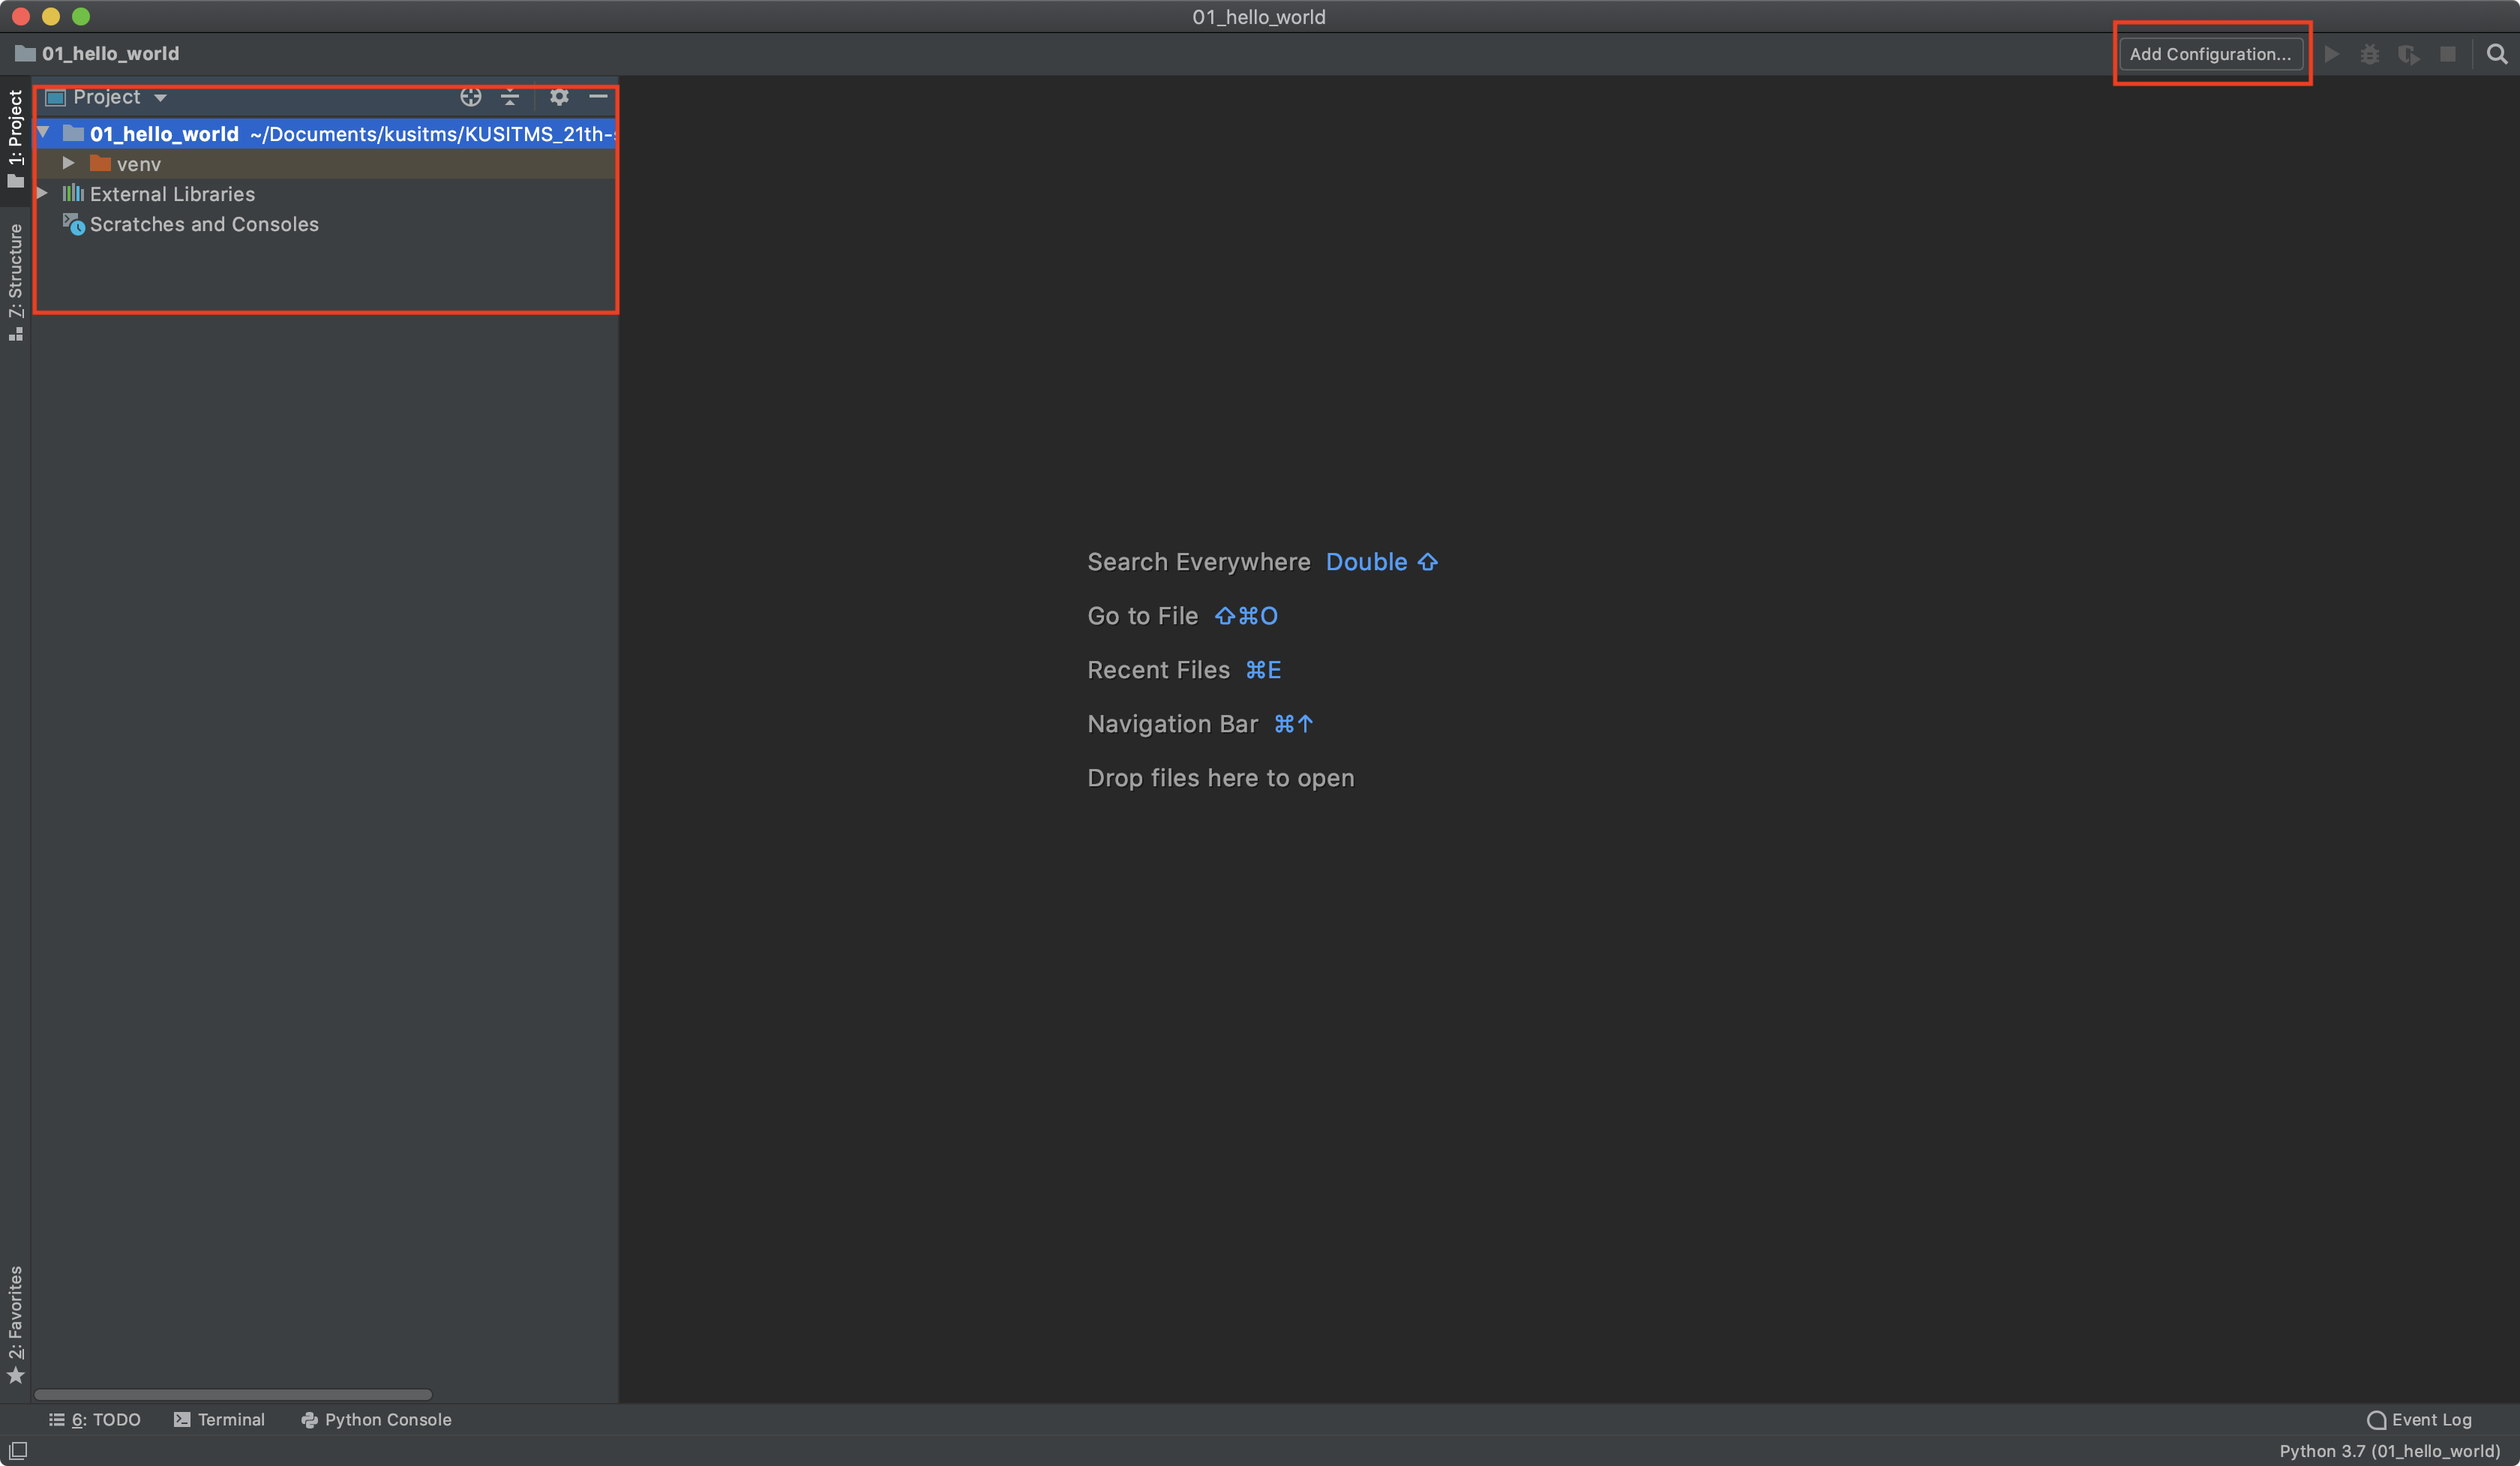 01_hello_world
01_hello_world
Add Configuration...
1: Project
Project
01_hello_world ~/Documents/kusitms/KUSITMS_21th-
venv
External Libraries
Scratches and Consoles
Z: Structure
Search Everywhere Double ⇧
Go to File ⇧⌘O
Recent Files ⌘E
Navigation Bar ⌘↑
Drop files here to open
2: Favorites
6: TODO
Terminal
Python Console
Event Log
Python 3.7 (01_hello_world)